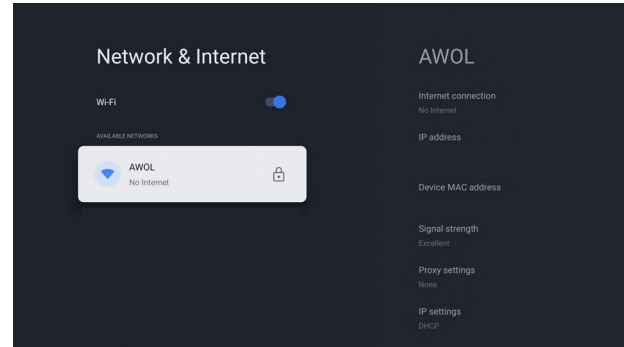 Network & Internet
Wi-Fi
AVAILABLE NETWORKS
AWOL
No Internet
AWOL
Internet connection
No Internet
IP address
Device MAC address
Signal strength
Excellent
Proxy settings
None
IP settings
DHCP